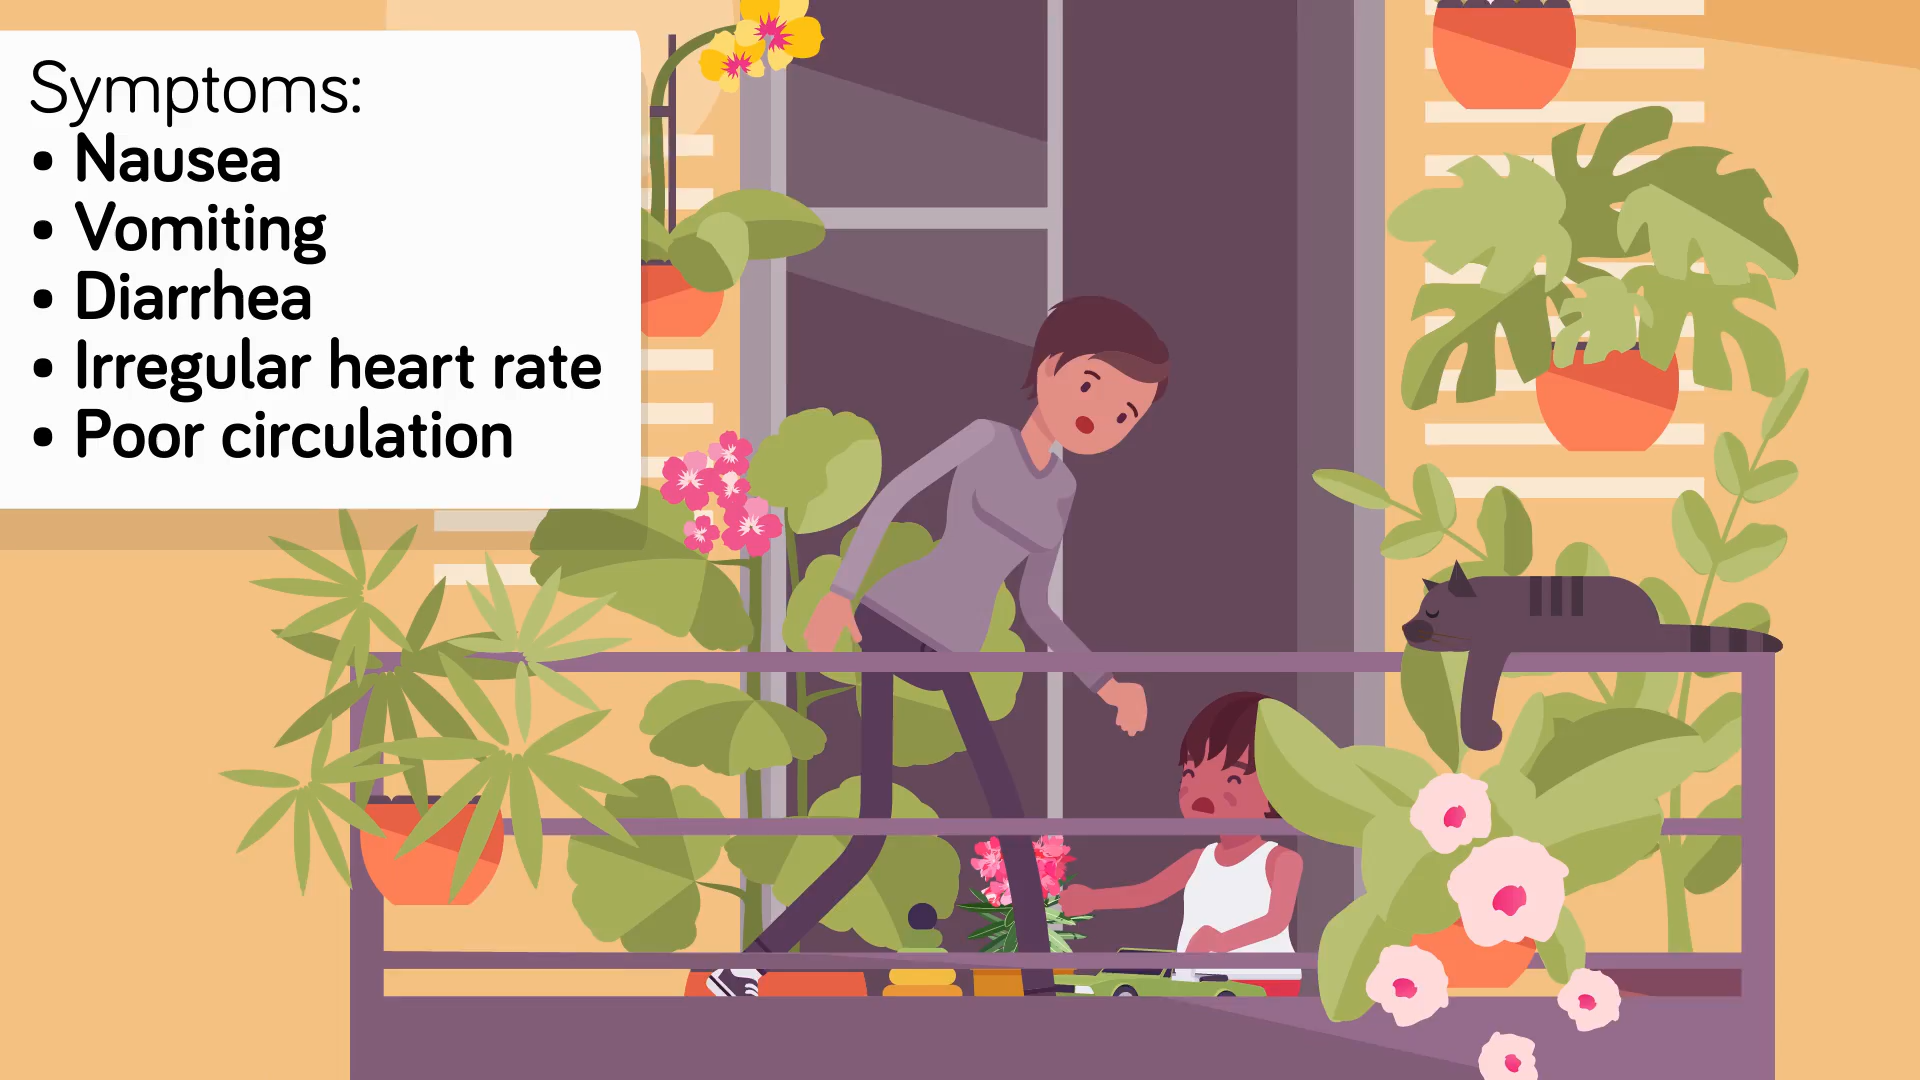 Symptoms:
• Nausea
• Vomiting
• Diarrhea
• Irregular heart rate
• Poor circulation